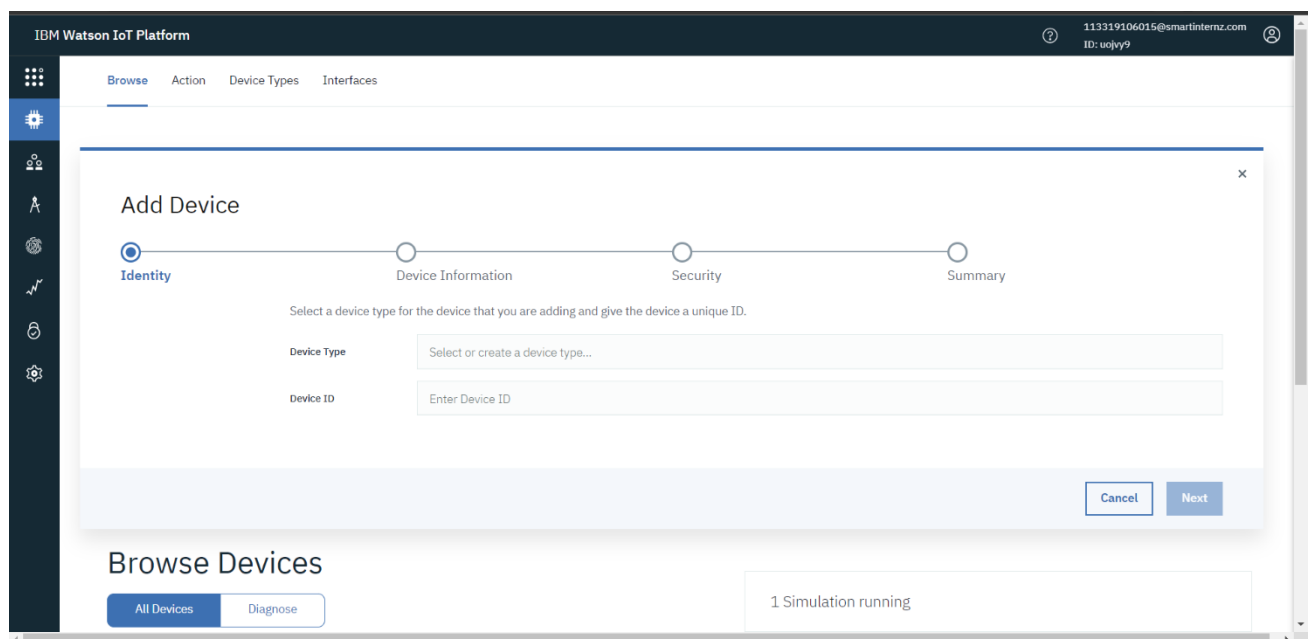 IBM Watson IoT Platform
113319106015@smartinternz.com
ID: uojvy9
Browse Action Device Types Interfaces
Add Device
Identity Device Information Security Summary
Select a device type for the device that you are adding and give the device a unique ID.
Device Type Select or create a device type...
Device ID Enter Device ID
Cancel Next
Browse Devices
All Devices Diagnose
1 Simulation running